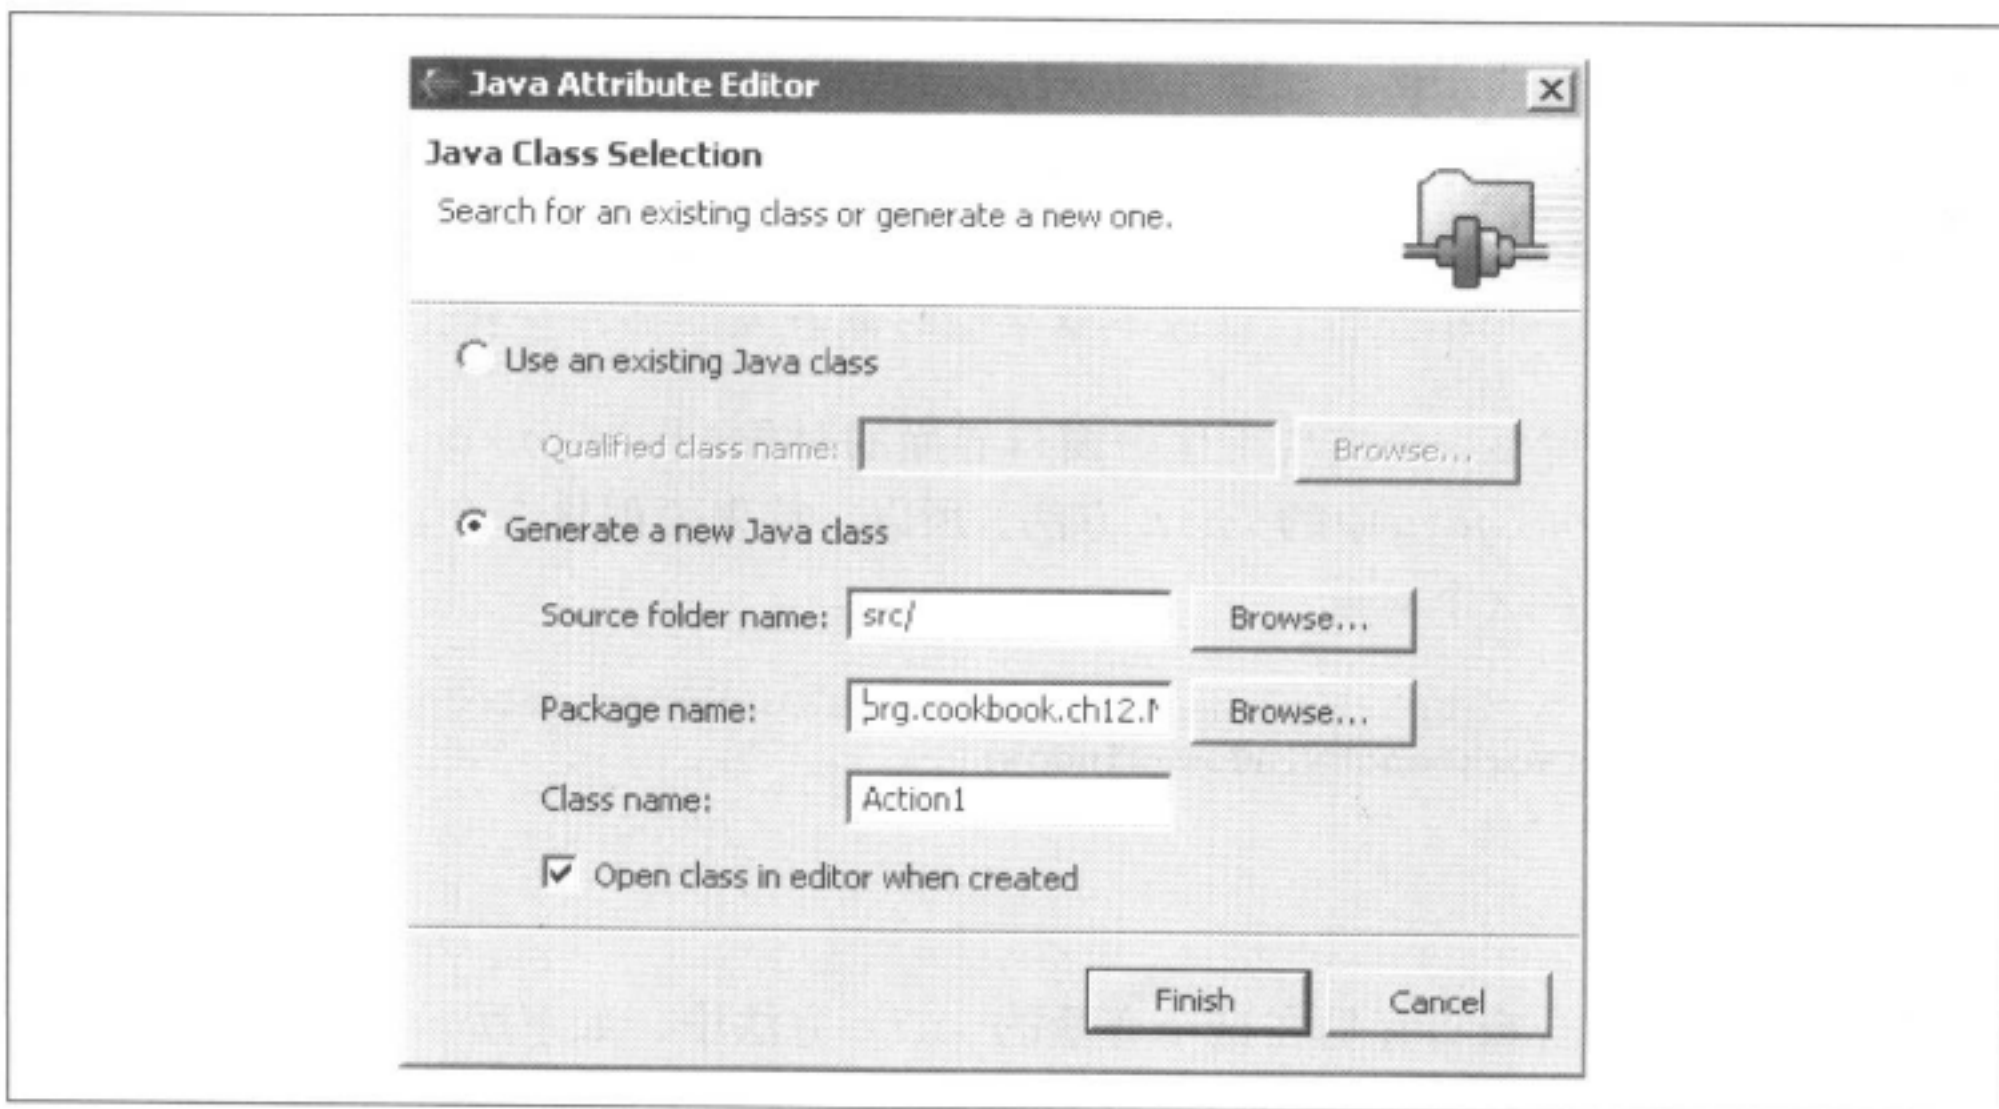 Java Attribute Editor
Java Class Selection
Search for an existing class or generate a new one.
Use an existing Java class
Qualified class name: Browse...
Generate a new Java class
Source folder name: src/ Browse...
Package name: org.cookbook.ch12. Browse...
Class name: Action1
Open class in editor when created
Finish Cancel